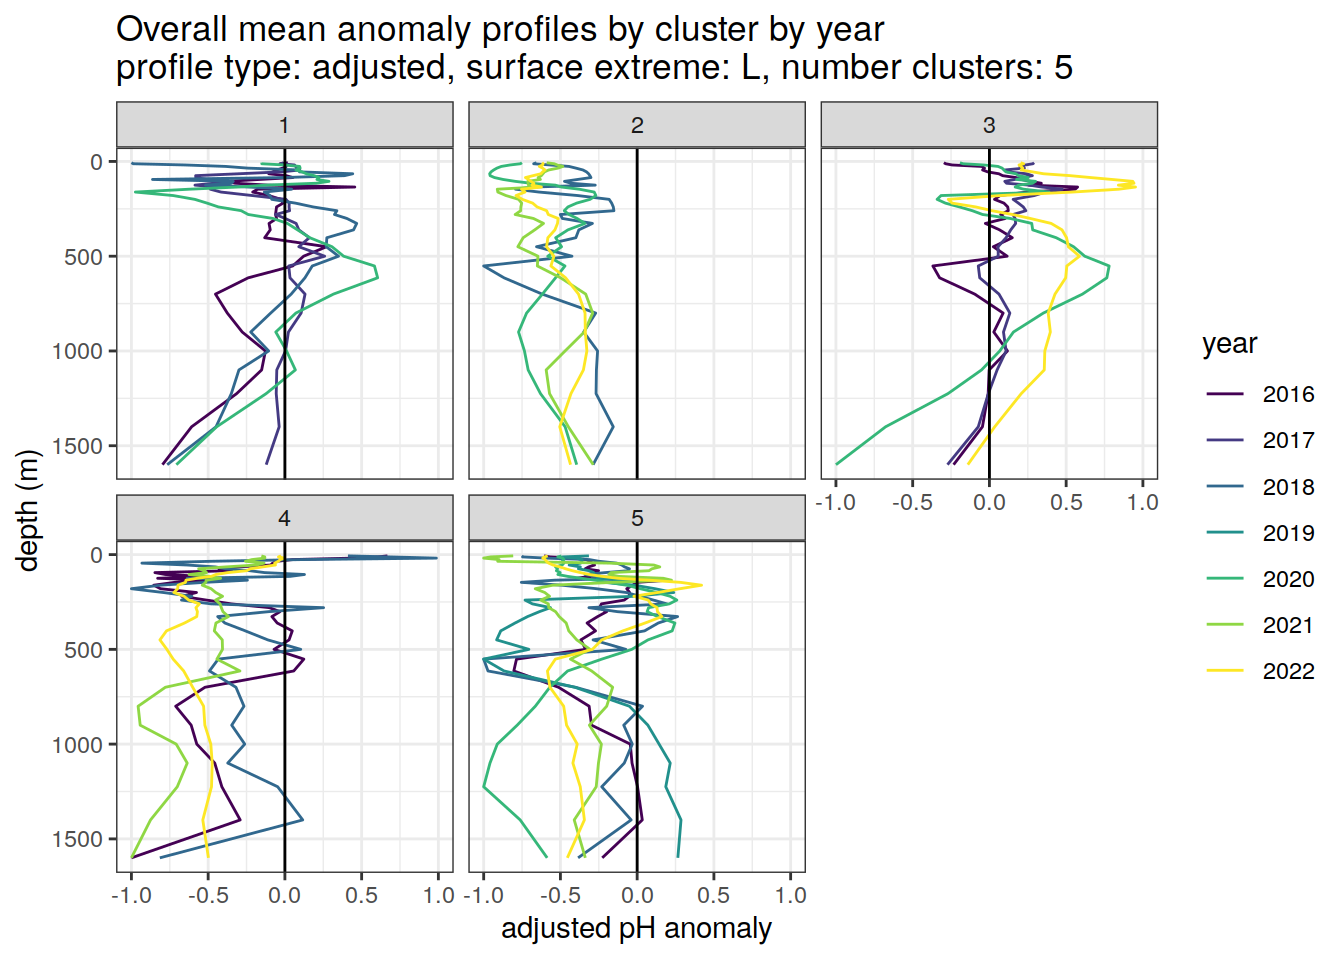 Overall mean anomaly profiles by cluster by year
profile type: adjusted, surface extreme: L, number clusters: 5
1
2
3
0
500
1000
1500
-1.0 -0.5 0.0 0.5 1.0
4
5
0
500
1000
1500
-1.0 -0.5 0.0 0.5 1.0
-1.0 -0.5 0.0 0.5 1.0
depth (m)
adjusted pH anomaly
year
2016
2017
2018
2019
2020
2021
2022